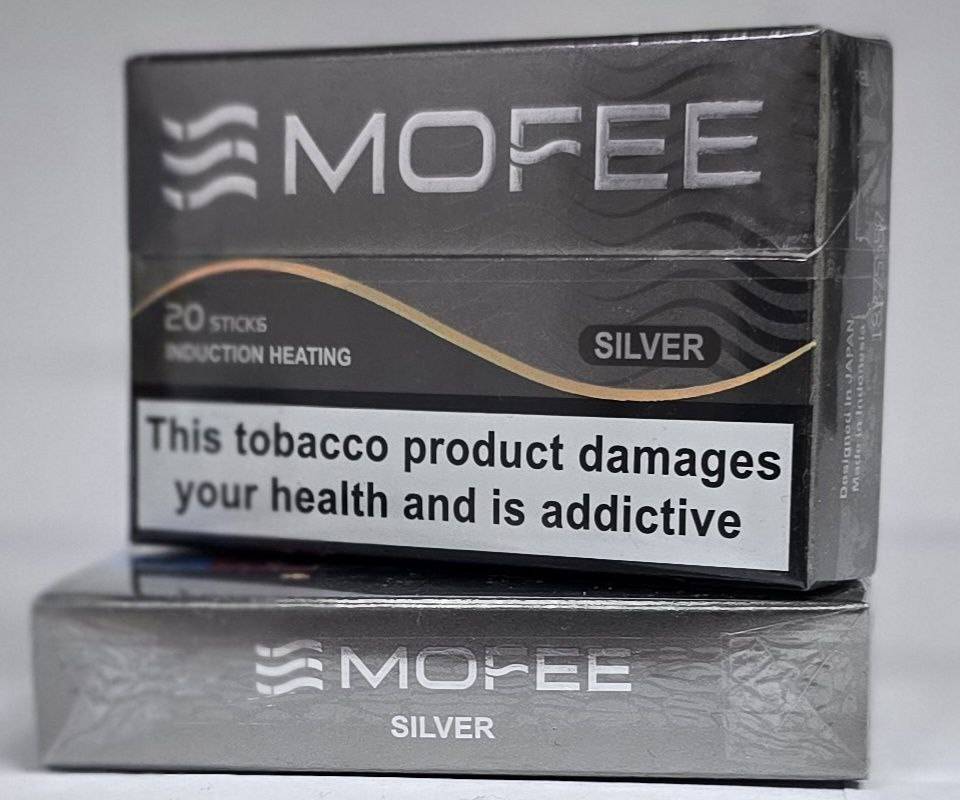 MOFEE
20 STICKS
INDUCTION HEATING
SILVER
This tobacco product damages
your health and is addictive
Designed in JAPAN
Made in Indonesia
MOFEE
SILVER